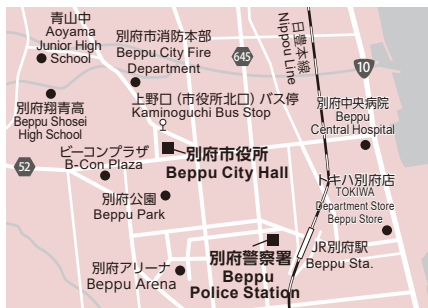 青山中
Aoyama
Junior High
School
別府市消防本部
Beppu City Fire
Department
645
日豊本線
Nippou Line
10
別府翔青高
Beppu Shosei
High School
上野口(市役所北口)バス停
Kaminoguchi Bus Stop
別府中央病院
Beppu
Central Hospital
ビーコンプラザ
B-Con Plaza
52
別府市役所
Beppu City Hall
トキハ別府店
TOKIWA
Department Store
Beppu Store
別府公園
Beppu Park
別府警察署
Beppu
Police Station
JR別府駅
Beppu Sta.
別府アリーナ
Beppu Arena